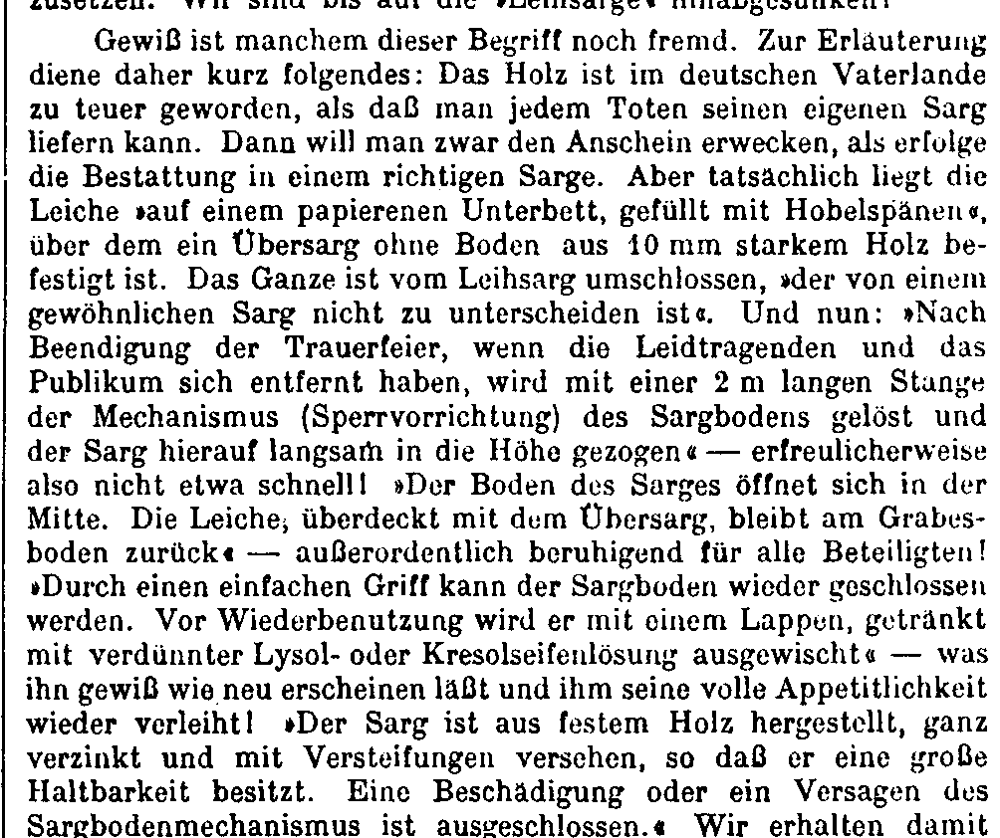 zusetzen. Wir sind bis auf die »Leihsärge« hinabgesunken!
Gewiß ist manchem dieser Begriff noch fremd. Zur Erläuterung
diene daher kurz folgendes: Das Holz ist im deutschen Vaterlande
zu teuer geworden, als daß man jedem Toten seinen eigenen Sarg
liefern kann. Dann will man zwar den Anschein erwecken, als erfolge
die Bestattung in einem richtigen Sarge. Aber tatsächlich liegt die
Leiche »auf einem papierenen Unterbett, gefüllt mit Hobelspänen«,
über dem ein Übersarg ohne Boden aus 10 mm starkem Holz be-
festigt ist. Das Ganze ist vom Leihsarg umschlossen, »der von einem
gewöhnlichen Sarg nicht zu unterscheiden ist«. Und nun: »Nach
Beendigung der Trauerfeier, wenn die Leidtragenden und das
Publikum sich entfernt haben, wird mit einer 2 m langen Stange
der Mechanismus (Sperrvorrichtung) des Sargbodens gelöst und
der Sarg hierauf langsam in die Höhe gezogen« — erfreulicherweise
also nicht etwa schnell! »Der Boden des Sarges öffnet sich in der
Mitte. Die Leiche, überdeckt mit dem Übersarg, bleibt am Grabes-
boden zurück« — außerordentlich beruhigend für alle Beteiligten!
»Durch einen einfachen Griff kann der Sargboden wieder geschlossen
werden. Vor Wiederbenutzung wird er mit einem Lappen, getränkt
mit verdünnter Lysol- oder Kresolseifenlösung ausgewischt« — was
ihn gewiß wie neu erscheinen läßt und ihm seine volle Appetitlichkeit
wieder verleiht! »Der Sarg ist aus festem Holz hergestellt, ganz
verzinkt und mit Versteifungen versehen, so daß er eine große
Haltbarkeit besitzt. Eine Beschädigung oder ein Versagen des
Sargbodenmechanismus ist ausgeschlossen.« Wir erhalten damit